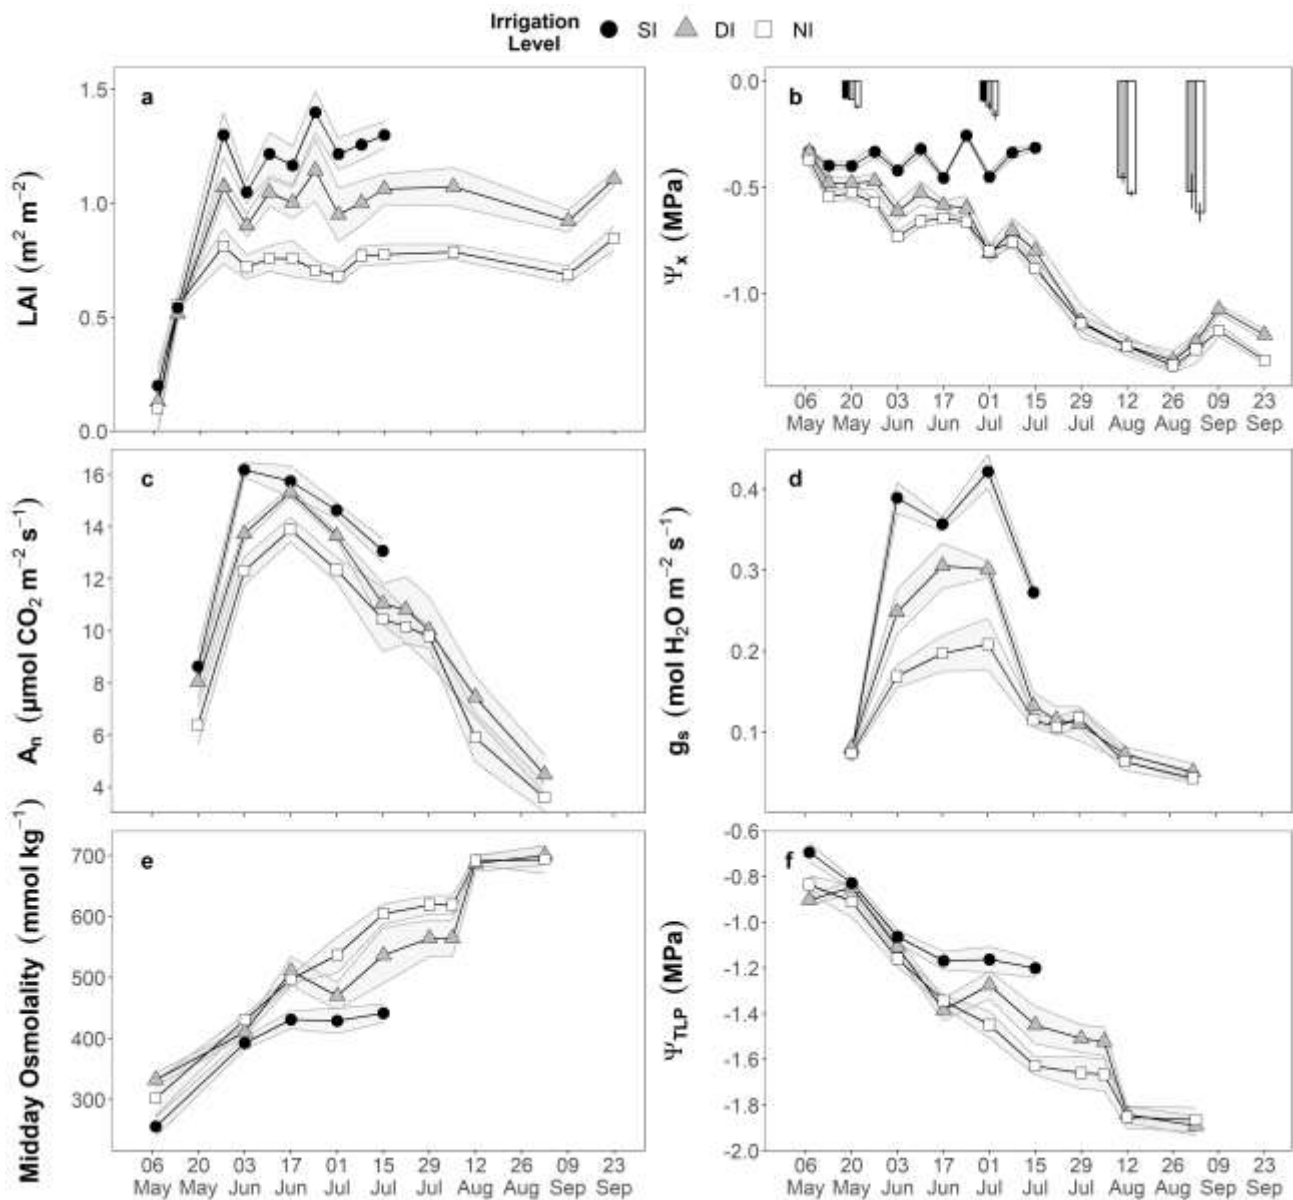 Irrigation Level SI DI NI
a
LAI (m² m⁻²)
1.5
1.0
0.5
0.0
b
Ψx (MPa)
0.0
-0.5
-1.0
06 May 20 May 03 Jun 17 Jun 01 Jul 15 Jul 29 Jul 12 Aug 26 Aug 09 Sep 23 Sep
c
An (µmol CO₂ m⁻² s⁻¹)
16
14
12
10
8
6
4
d
gs (mol H₂O m⁻² s⁻¹)
0.4
0.3
0.2
0.1
e
Midday Osmolality (mmol kg⁻¹)
700
600
500
400
300
06 May 20 May 03 Jun 17 Jun 01 Jul 15 Jul 29 Jul 12 Aug 26 Aug 09 Sep 23 Sep
f
ΨTLP (MPa)
-0.6
-0.8
-1.0
-1.2
-1.4
-1.6
-1.8
-2.0
06 May 20 May 03 Jun 17 Jun 01 Jul 15 Jul 29 Jul 12 Aug 26 Aug 09 Sep 23 Sep